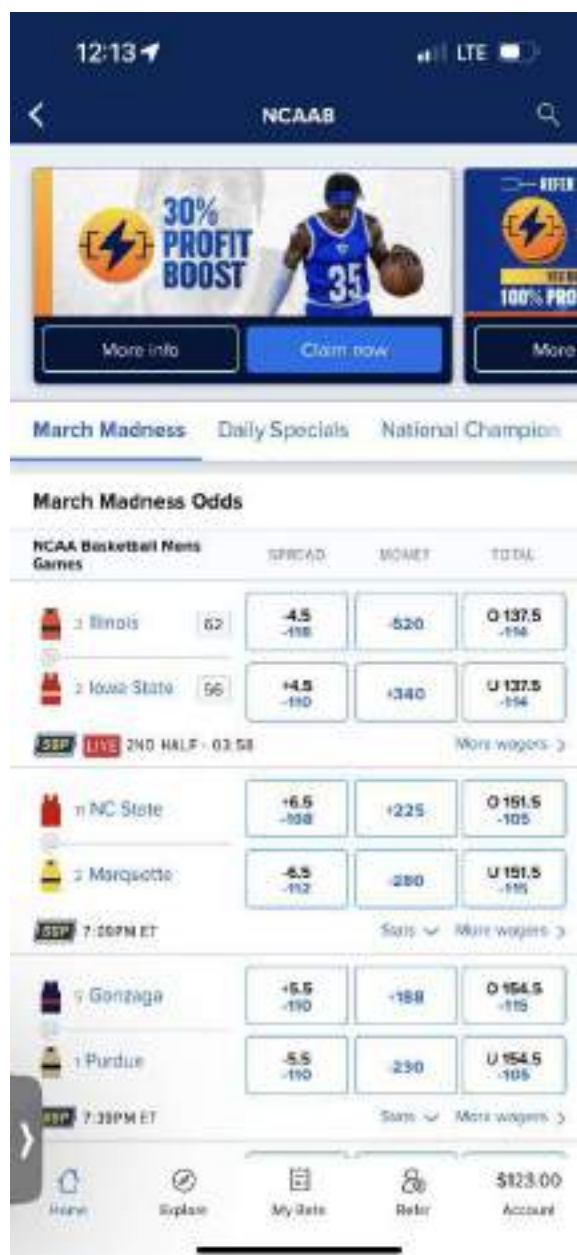 12:13
LTE
NCAAB
30%
PROFIT
BOOST
35
More info
Claim now
REFER
100% PRO
More
March Madness Daily Specials National Champion
March Madness Odds
NCAA Basketball Mens
Games
SPREAD MONEY TOTAL
3 Illinois 62 -4.5 -118 -520 O 137.5 -114
2 Iowa State 56 +4.5 -110 +340 U 137.5 -114
SGP LIVE 2ND HALF - 03:58 More wagers
11 NC State +6.5 -108 +225 O 151.5 -105
2 Marquette -6.5 -112 -280 U 151.5 -115
SGP 7:09PM ET Stats More wagers
5 Gonzaga +5.5 -110 +188 O 154.5 -115
1 Purdue -5.5 -110 -230 U 154.5 -105
7:39PM ET Stats More wagers
Home Explore My Bets Refer $123.00
Account